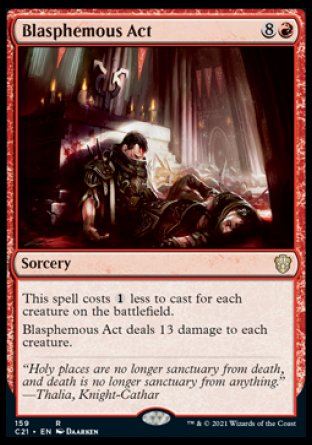 Blasphemous Act 8
Sorcery
This spell costs 1 less to cast for each
creature on the battlefield.
Blasphemous Act deals 13 damage to each
creature.
“Holy places are no longer sanctuary from death,
and death is no longer sanctuary from anything.”
—Thalia, Knight-Cathar
159 R
C21 • EN DAARKEN ™ & © 2021 Wizards of the Coast